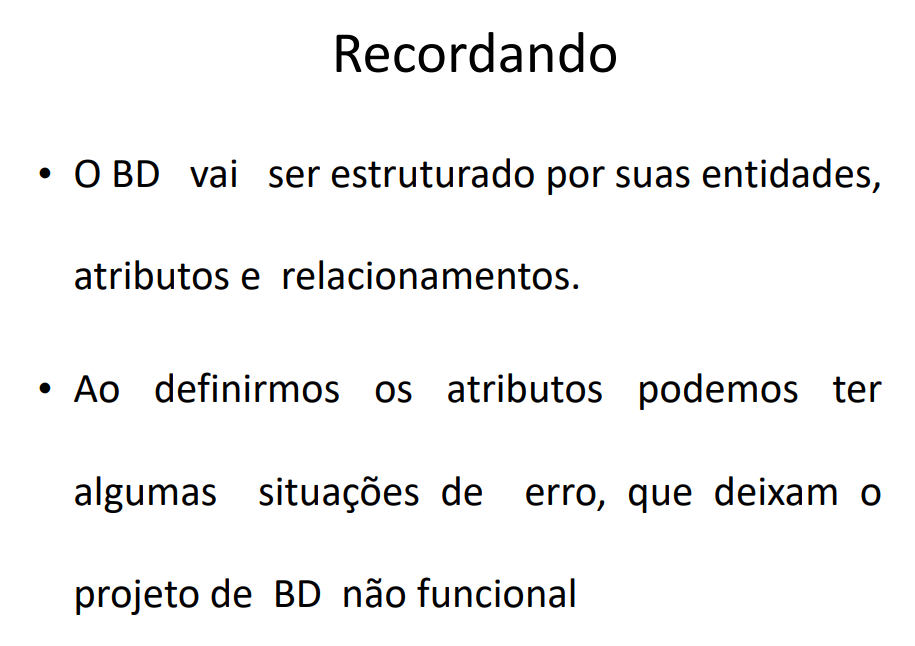 Recordando
• O BD vai ser estruturado por suas entidades,
atributos e relacionamentos.
• Ao definirmos os atributos podemos ter
algumas situações de erro, que deixam o
projeto de BD não funcional